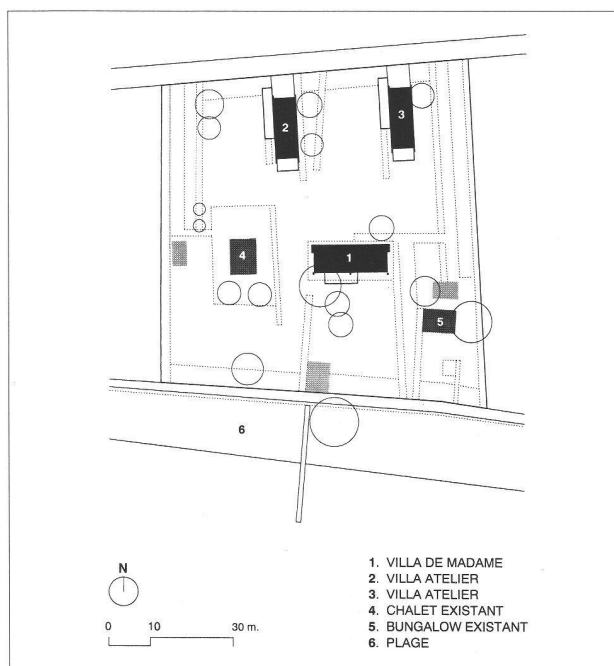 2
3
4
1
5
6
N
0 10 30 m.
1. VILLA DE MADAME
2. VILLA ATELIER
3. VILLA ATELIER
4. CHALET EXISTANT
5. BUNGALOW EXISTANT
6. PLAGE